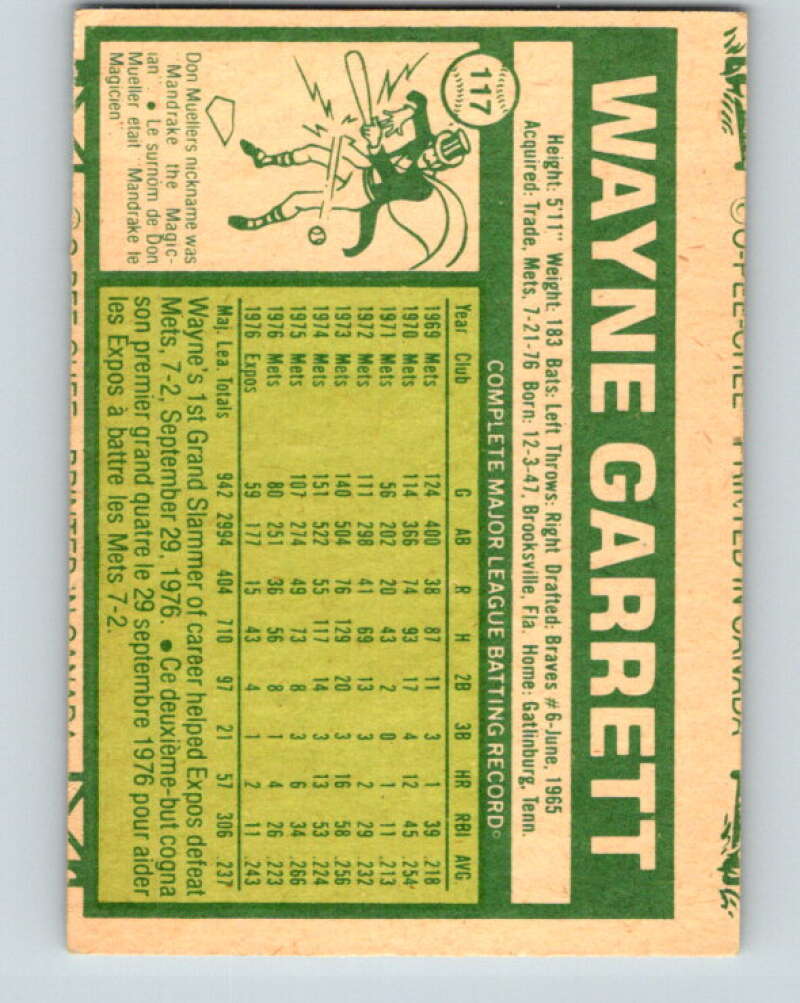 WAYNE GARRETT
117
Height: 5'11" Weight: 183 Bats: Left Throws: Right Drafted: Braves #6-June, 1965
Acquired: Trade, Mets, 7-21-76 Born: 12-3-47, Brooksville, Fla. Home: Gatlinburg, Tenn.
COMPLETE MAJOR LEAGUE BATTING RECORD©
Year Club G AB R H 2B 3B HR RBI AVG.
1969 Mets 124 400 38 87 11 3 1 39 .218
1970 Mets 114 366 74 93 17 4 12 45 .254
1971 Mets 56 202 20 43 2 0 1 11 .213
1972 Mets 111 298 41 69 13 3 2 29 .232
1973 Mets 140 504 76 129 20 3 16 58 .256
1974 Mets 151 522 55 117 14 3 13 53 .224
1975 Mets 107 274 49 73 8 3 6 34 .266
1976 Mets 80 251 36 56 8 1 4 26 .223
1976 Expos 59 177 15 43 4 1 2 11 .243
Maj. Lea. Totals 942 2994 404 710 97 21 57 306 .237
Wayne's 1st Grand Slammer of career helped Expos defeat
Mets, 7-2, September 29, 1976. • Ce deuxième-but cogna
son premier grand quatre le 29 septembre 1976 pour aider
les Expos à battre les Mets 7-2.
Don Muellers nickname was
"Mandrake the Magic-
ian". • Le surnom de Don
Mueller était "Mandrake le
Magicien".